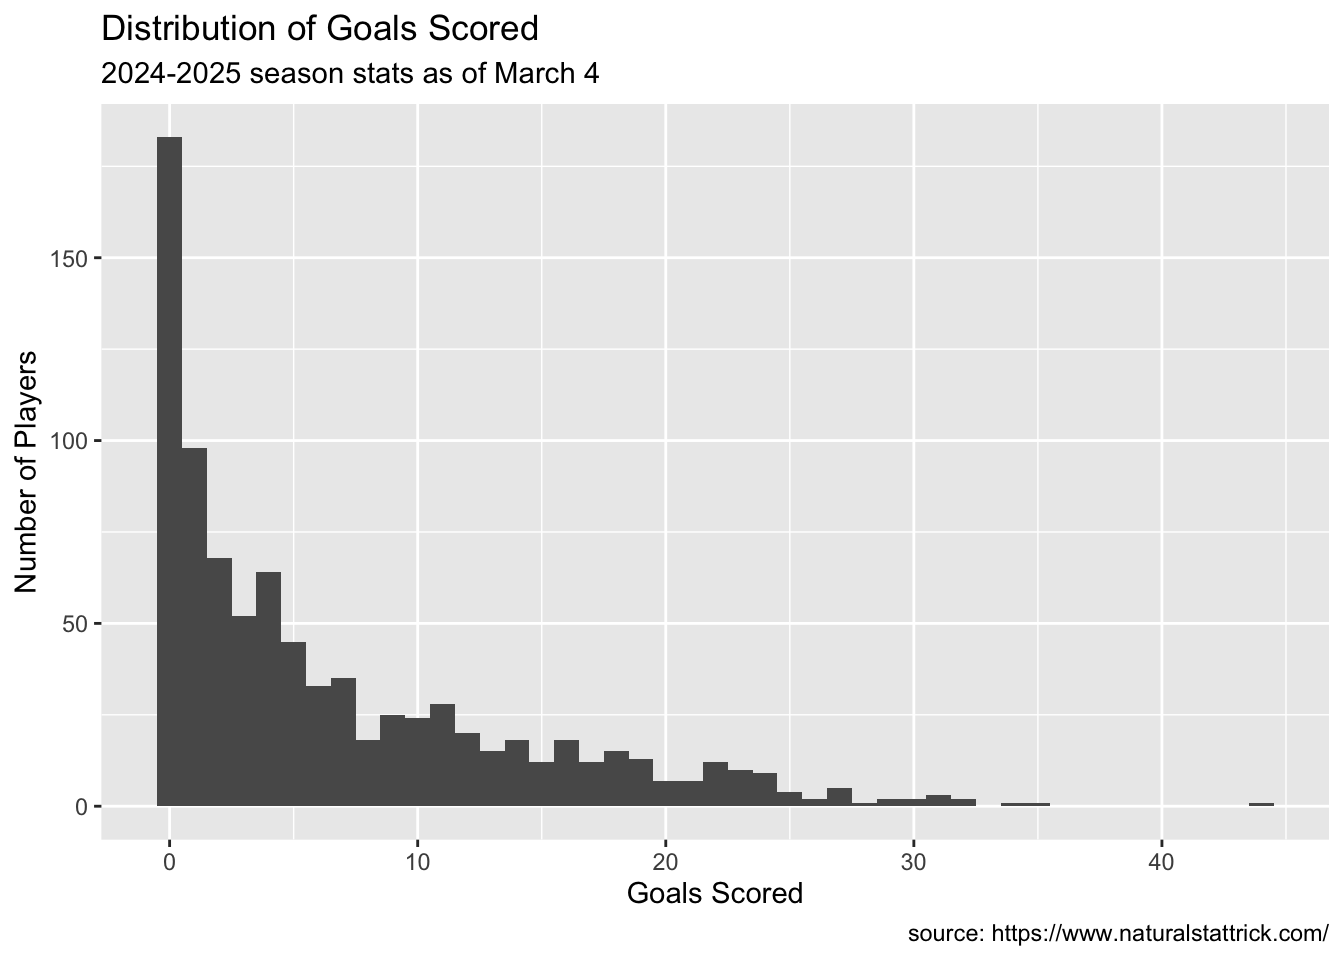 Distribution of Goals Scored
2024-2025 season stats as of March 4
Number of Players
150
100
50
0
0 10 20 30 40
Goals Scored
source: https://www.naturalstattrick.com/